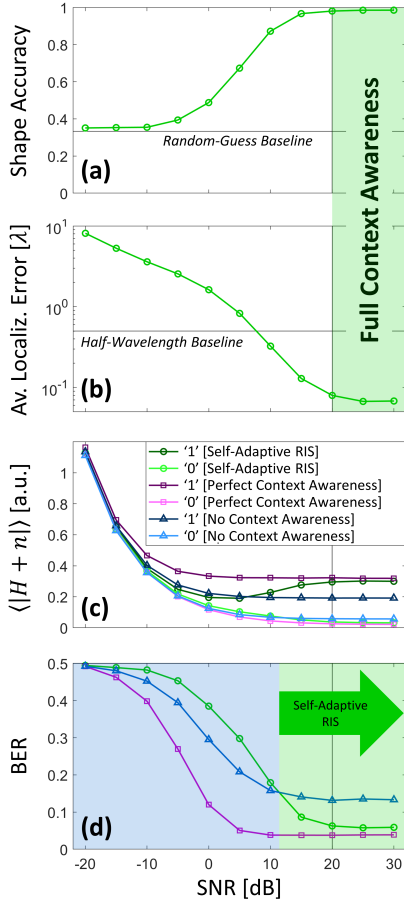 Shape Accuracy
1
0.8
0.6
0.4
0.2
0
Random-Guess Baseline
(a)
Full Context Awareness
Av. Localiz. Error [λ]
10^1
10^0
10^-1
Half-Wavelength Baseline
(b)
⟨|H + n|⟩ [a.u.]
1
0.8
0.6
0.4
0.2
0
'1' [Self-Adaptive RIS]
'0' [Self-Adaptive RIS]
'1' [Perfect Context Awareness]
'0' [Perfect Context Awareness]
'1' [No Context Awareness]
'0' [No Context Awareness]
(c)
BER
0.5
0.4
0.3
0.2
0.1
0
Self-Adaptive
RIS
(d)
-20 -10 0 10 20 30
SNR [dB]